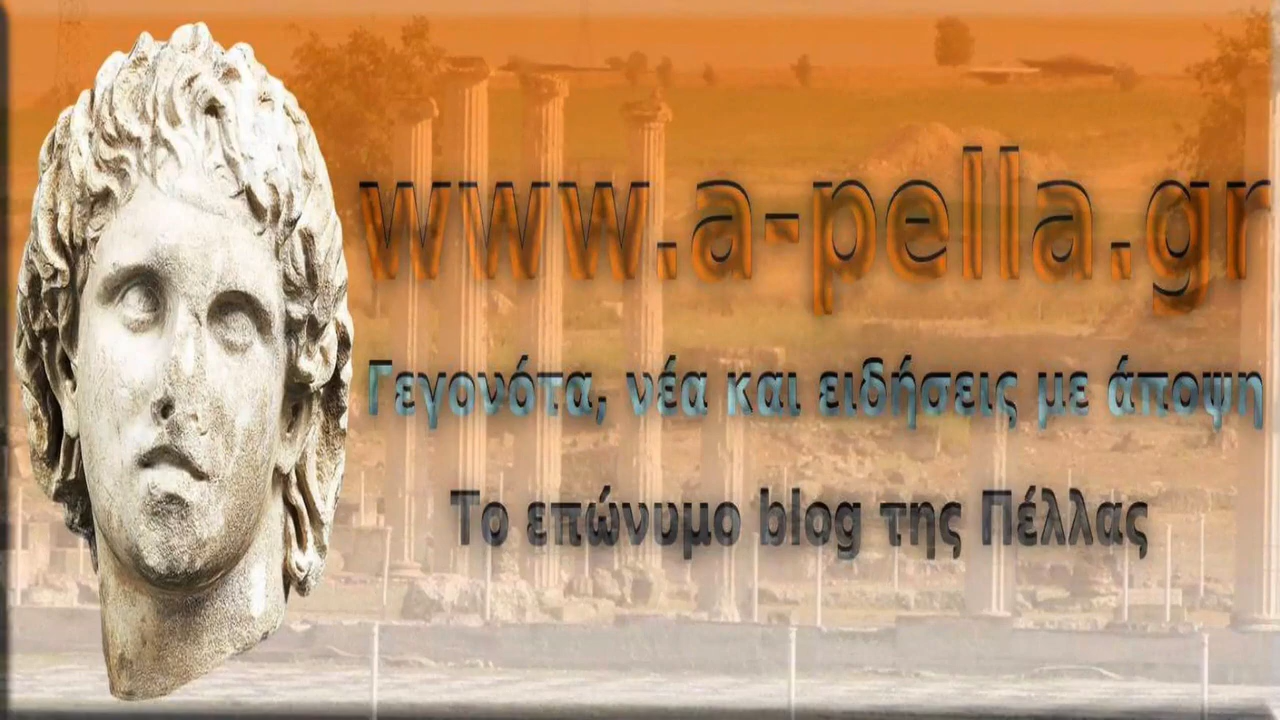 www.a-pella.gr
Γεγονότα, νέα και ειδήσεις με άποψη
Το επώνυμο blog της Πέλλας